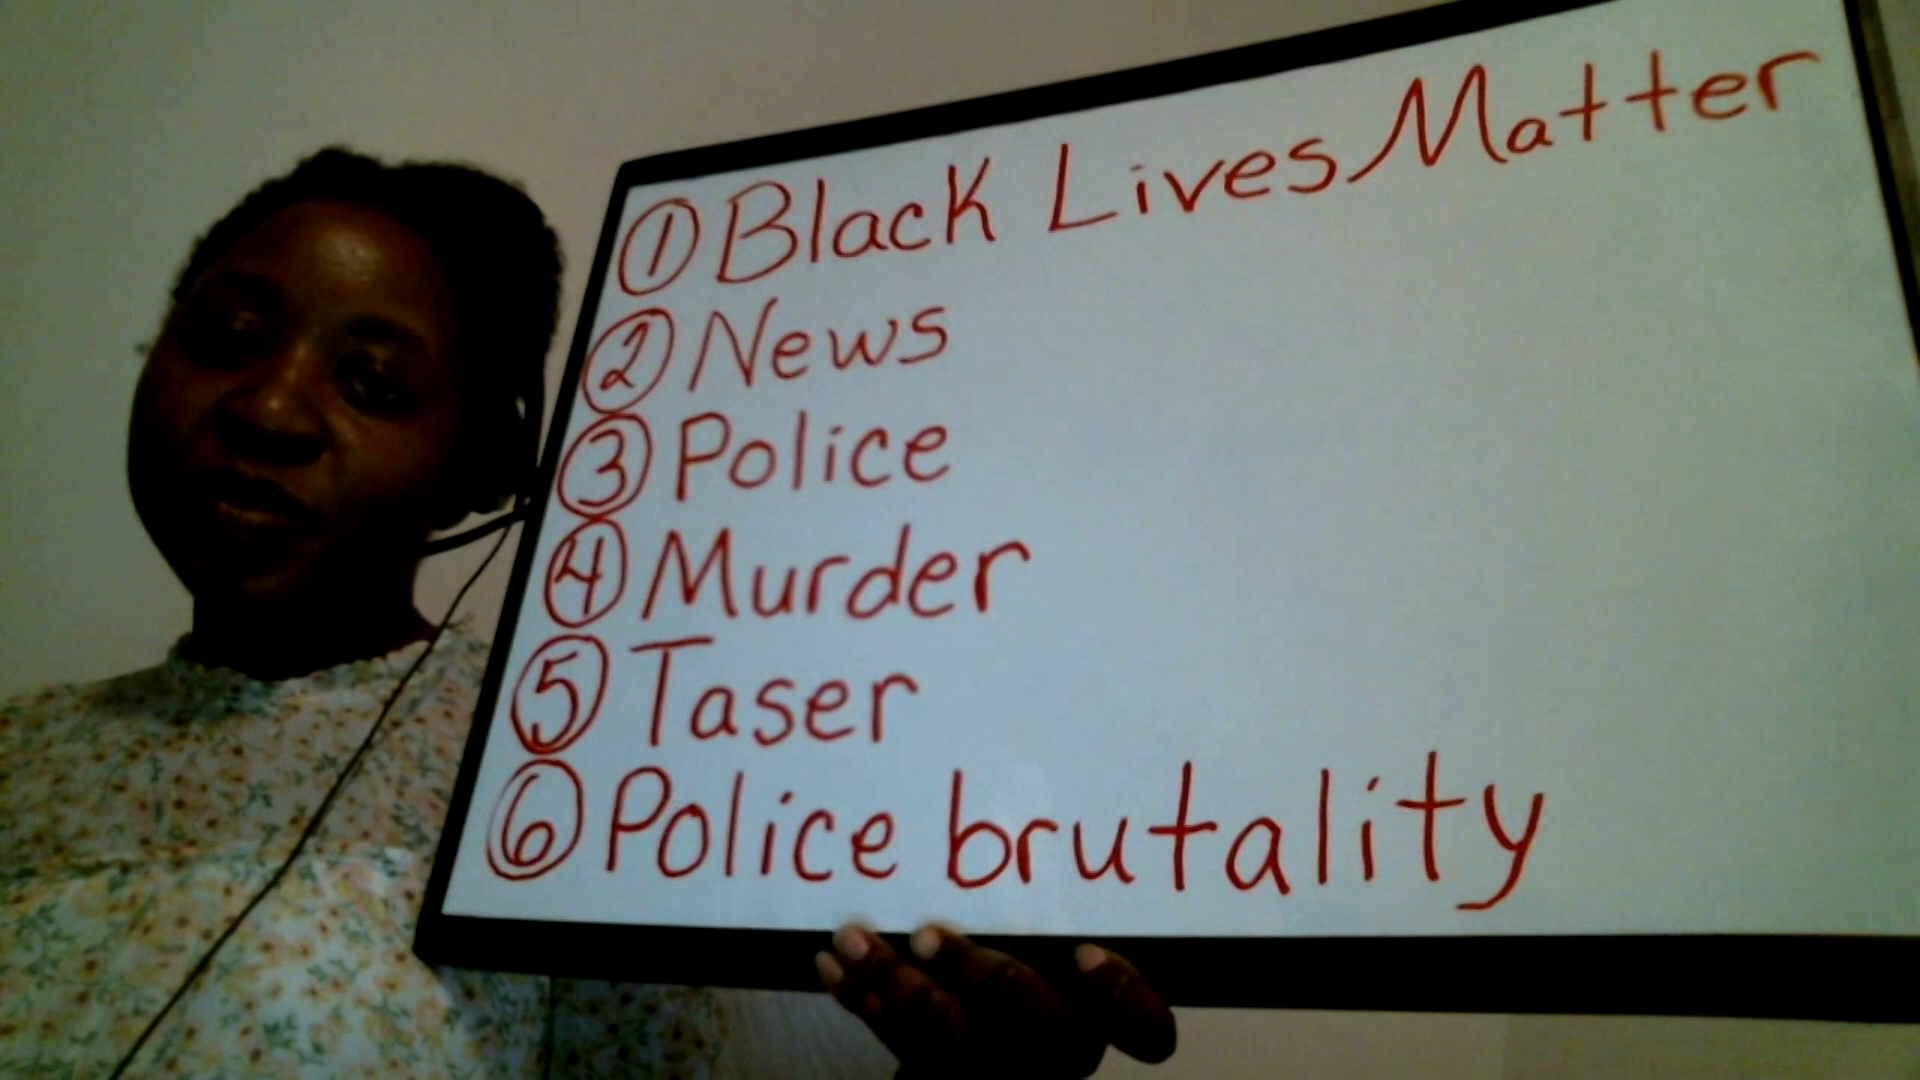 ① Black Lives Matter
② News
③ Police
④ Murder
⑤ Taser
⑥ Police brutality